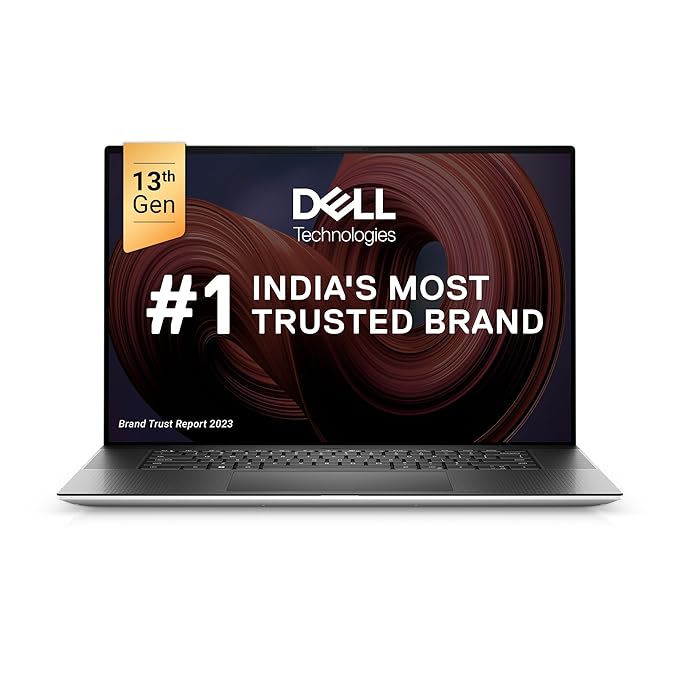 13th
Gen
DELL
Technologies
#1 INDIA'S MOST
TRUSTED BRAND
Brand Trust Report 2023